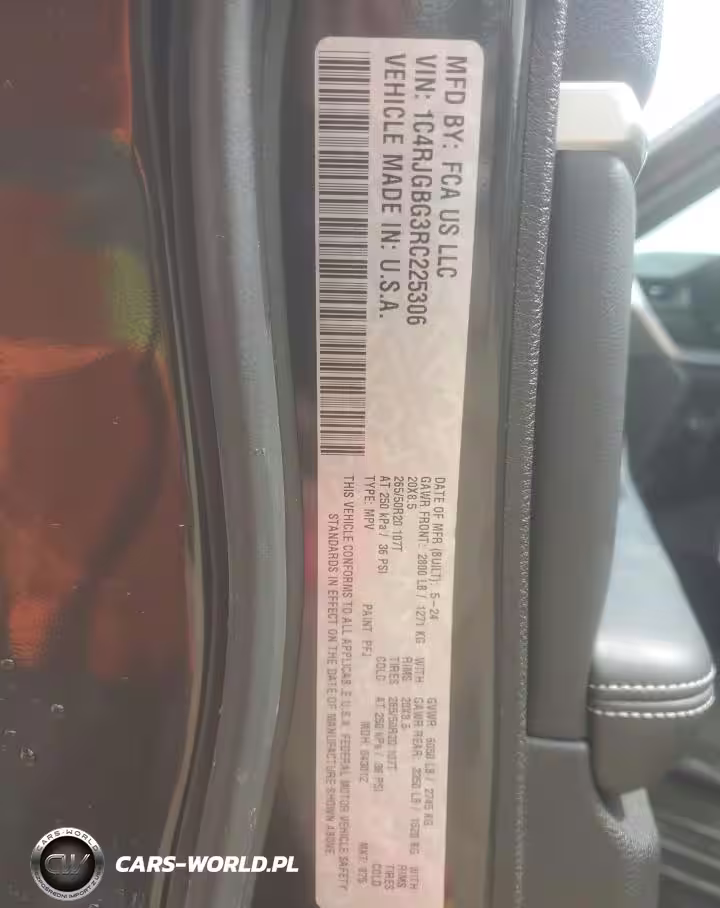 MFD BY: FCA US LLC
VIN: 1C4RJGBG3RC225306
VEHICLE MADE IN: U.S.A.
DATE OF MFR (BUILT): 5-24
GVWR 6050 LB / 2745 KG
GAWR FRONT: 2800 LB / 1271 KG WITH
GAWR REAR: 3350 LB / 1520 KG WITH
20X8.5 RIMS
20X8.5 RIMS
265/50R20 107T TIRES
265/50R20 107T TIRES
AT 250 kPa / 36 PSI COLD
AT 250 kPa / 36 PSI COLD
TYPE: MPV PAINT PFJ MDH: MKT:
THIS VEHICLE CONFORMS TO ALL U.S.A. FEDERAL MOTOR VEHICLE SAFETY
STANDARDS IN EFFECT ON THE DATE OF MANUFACTURE SHOWN ABOVE
CARS-WORLD
CW
CARS-WORLD.PL